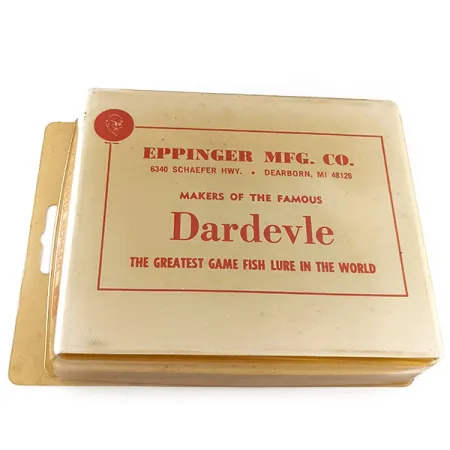 EPPINGER MFG. CO.
6340 SCHAEFER HWY. • DEARBORN, MI 48120
MAKERS OF THE FAMOUS
Dardevle
THE GREATEST GAME FISH LURE IN THE WORLD